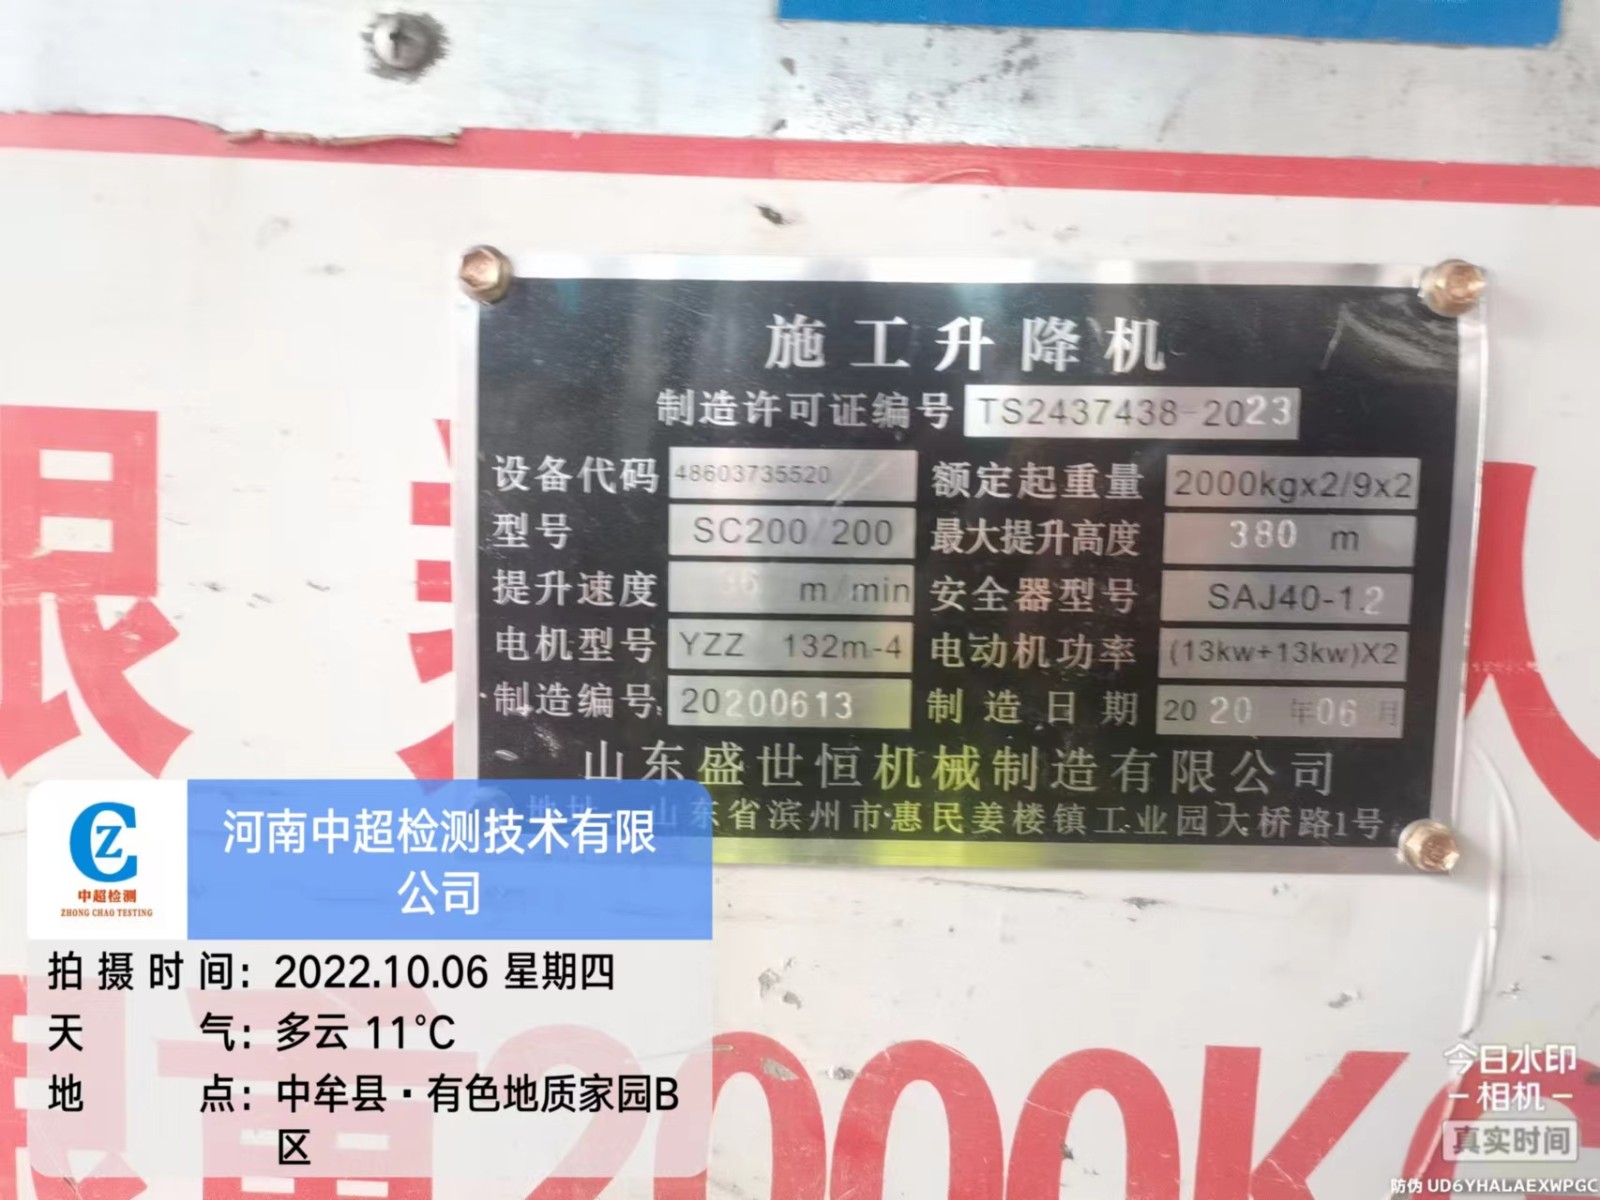 施工升降机
制造许可证编号 TS2437438-2023
设备代码 48603735520 额定起重量 2000kgx2/9x2
型号 SC200/200 最大提升高度 380 m
提升速度 36 m/min 安全器型号 SAJ40-1.2
电机型号 YZZ 132m-4 电动机功率 (13kw+13kw)X2
制造编号 20200613 制造日期 2020年06月
山东盛世恒机械制造有限公司
地址:山东省滨州市惠民姜楼镇工业园大桥路1号
CZ
中超检测
ZHONG CHAO TESTING
河南中超检测技术有限
公司
拍摄时间: 2022.10.06 星期四
天气: 多云 11℃
地点: 中牟县·有色地质家园B
区
2000K
今日水印
相机
真实时间
防伪 UD6YHALAEXWPGC